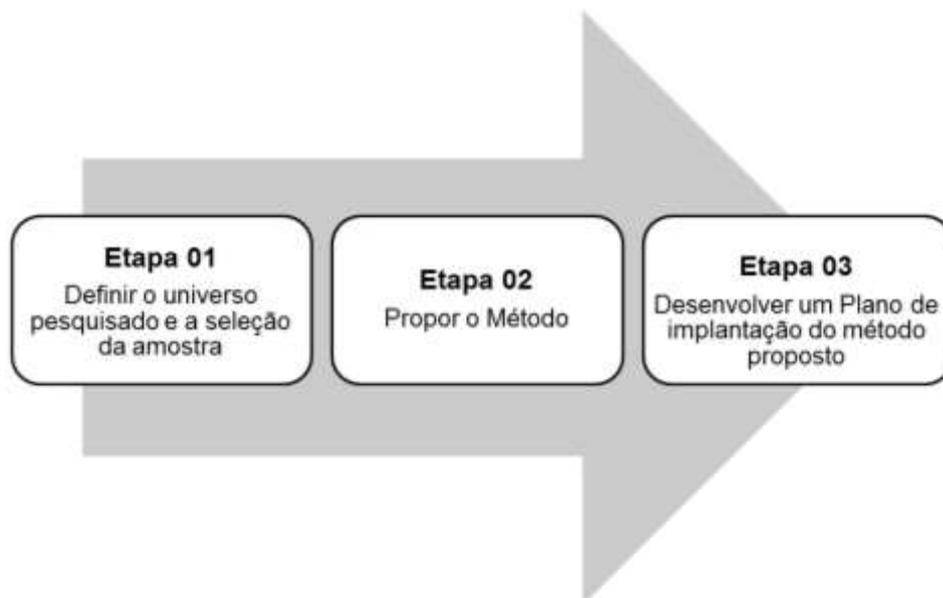 Etapa 01
Definir o universo
pesquisado e a seleção
da amostra
Etapa 02
Propor o Método
Etapa 03
Desenvolver um Plano de
implantação do método
proposto